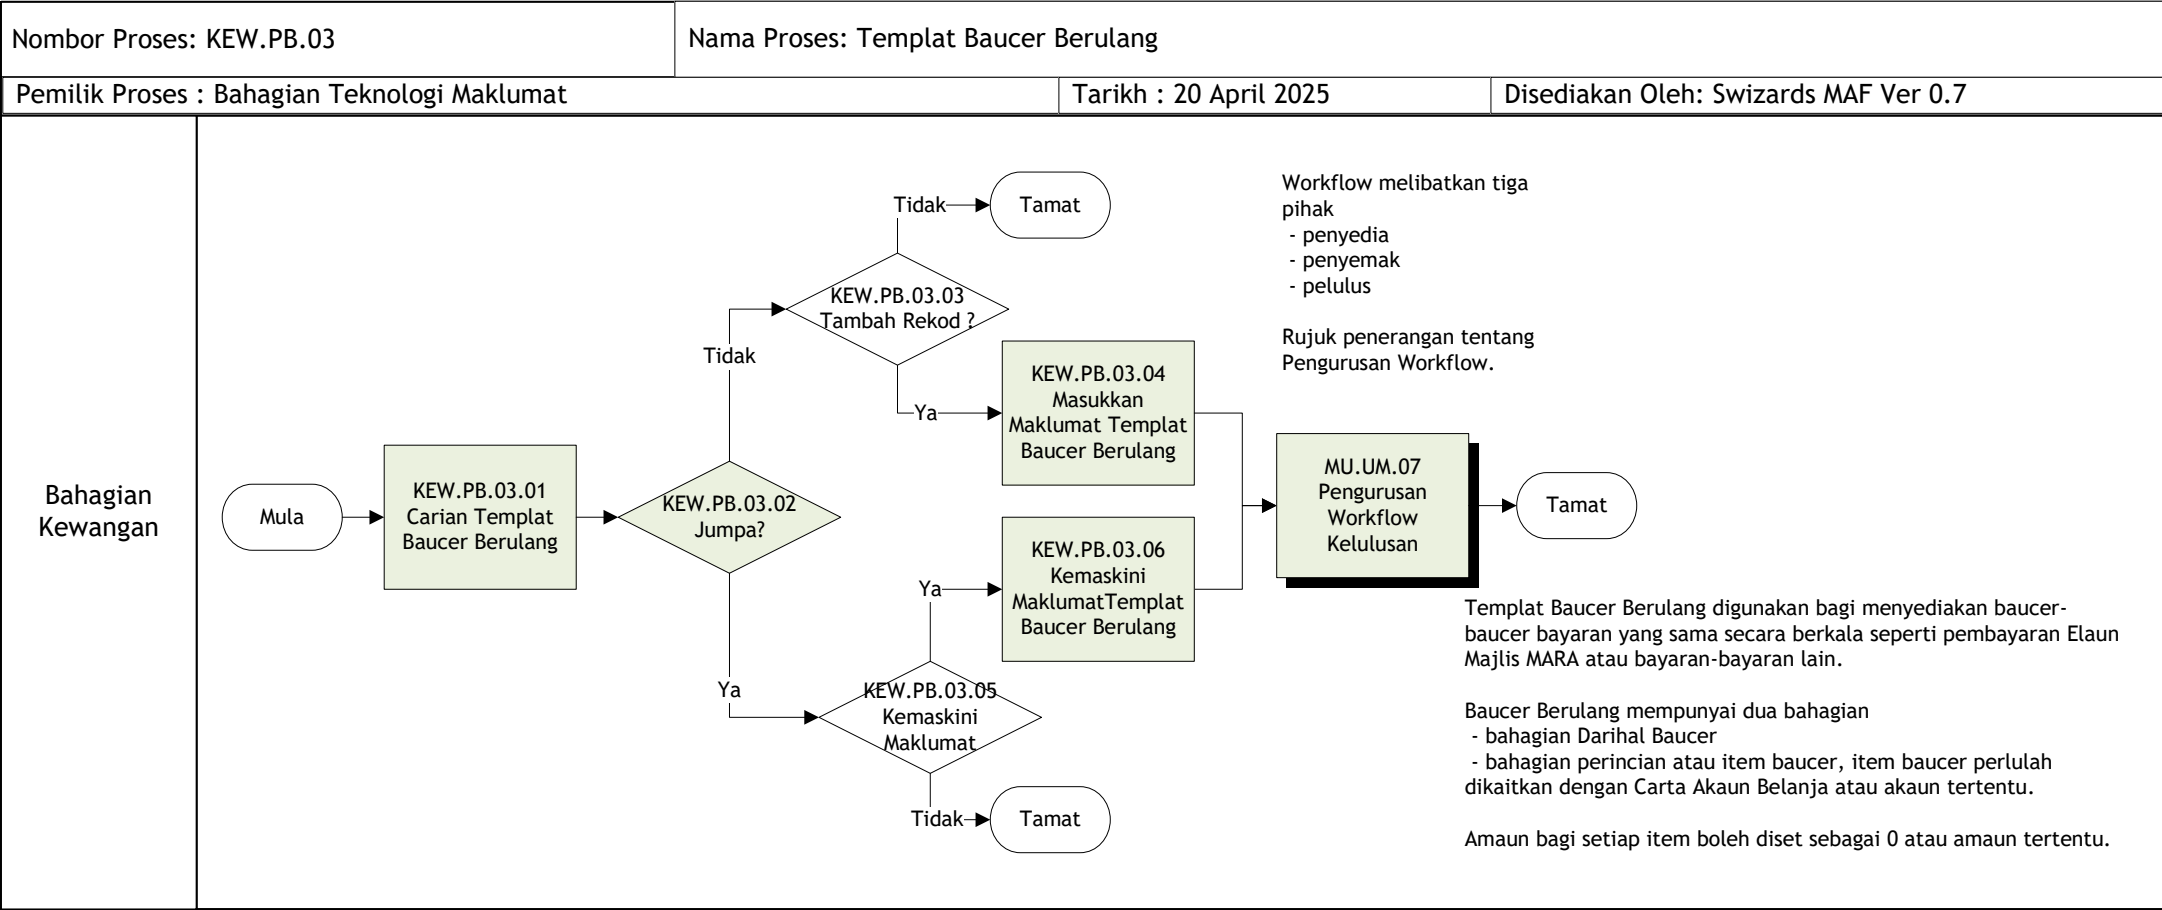 Nombor Proses: KEW.PB.03
Nama Proses: Templat Baucer Berulang
Pemilik Proses : Bahagian Teknologi Maklumat
Tarikh : 20 April 2025
Disediakan Oleh: Swizards MAF Ver 0.7
Bahagian
Kewangan
Mula
KEW.PB.03.01
Carian Templat
Baucer Berulang
KEW.PB.03.02
Jumpa?
Tidak
KEW.PB.03.03
Tambah Rekod ?
Tidak
Tamat
Ya
KEW.PB.03.04
Masukkan
Maklumat Templat
Baucer Berulang
Ya
KEW.PB.03.05
Kemaskini
Maklumat
Ya
KEW.PB.03.06
Kemaskini
MaklumatTemplat
Baucer Berulang
Tidak
Tamat
MU.UM.07
Pengurusan
Workflow
Kelulusan
Tamat
Workflow melibatkan tiga
pihak
- penyedia
- penyemak
- pelulus
Rujuk penerangan tentang
Pengurusan Workflow.
Templat Baucer Berulang digunakan bagi menyediakan baucer-
baucer bayaran yang sama secara berkala seperti pembayaran Elaun
Majlis MARA atau bayaran-bayaran lain.
Baucer Berulang mempunyai dua bahagian
- bahagian Darihal Baucer
- bahagian perincian atau item baucer, item baucer perlulah
dikaitkan dengan Carta Akaun Belanja atau akaun tertentu.
Amaun bagi setiap item boleh diset sebagai 0 atau amaun tertentu.